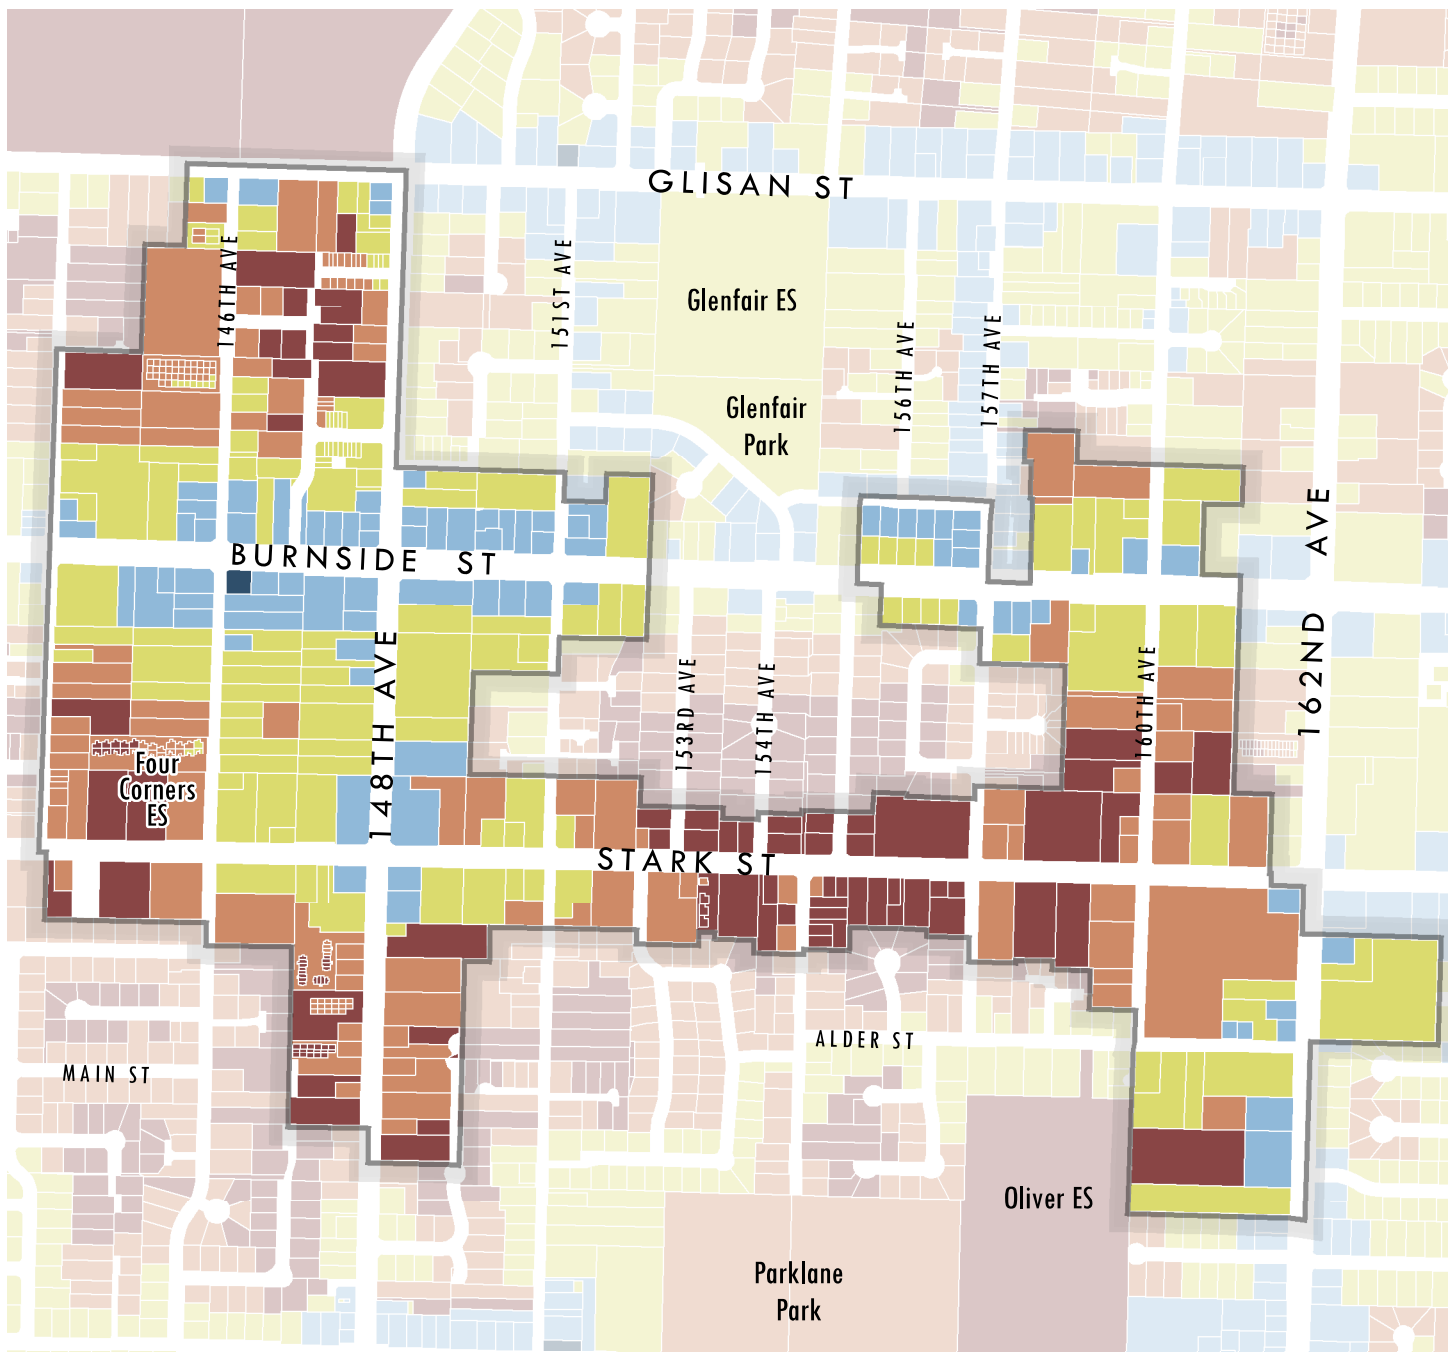 GLISAN ST
146TH AVE
151ST AVE
Glenfair ES
156TH AVE
157TH AVE
Glenfair
Park
162ND AVE
BURNSIDE ST
148TH AVE
153RD AVE
154TH AVE
160TH AVE
Four
Corners
ES
STARK ST
ALDER ST
MAIN ST
Oliver ES
Parklane
Park